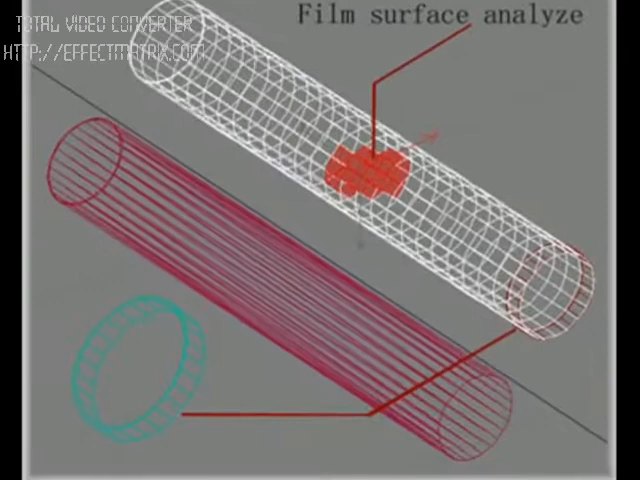 Film surface analyze
TOTAL VIDEO CONVERTER
HTTP://EFFECTMATRIX.COM